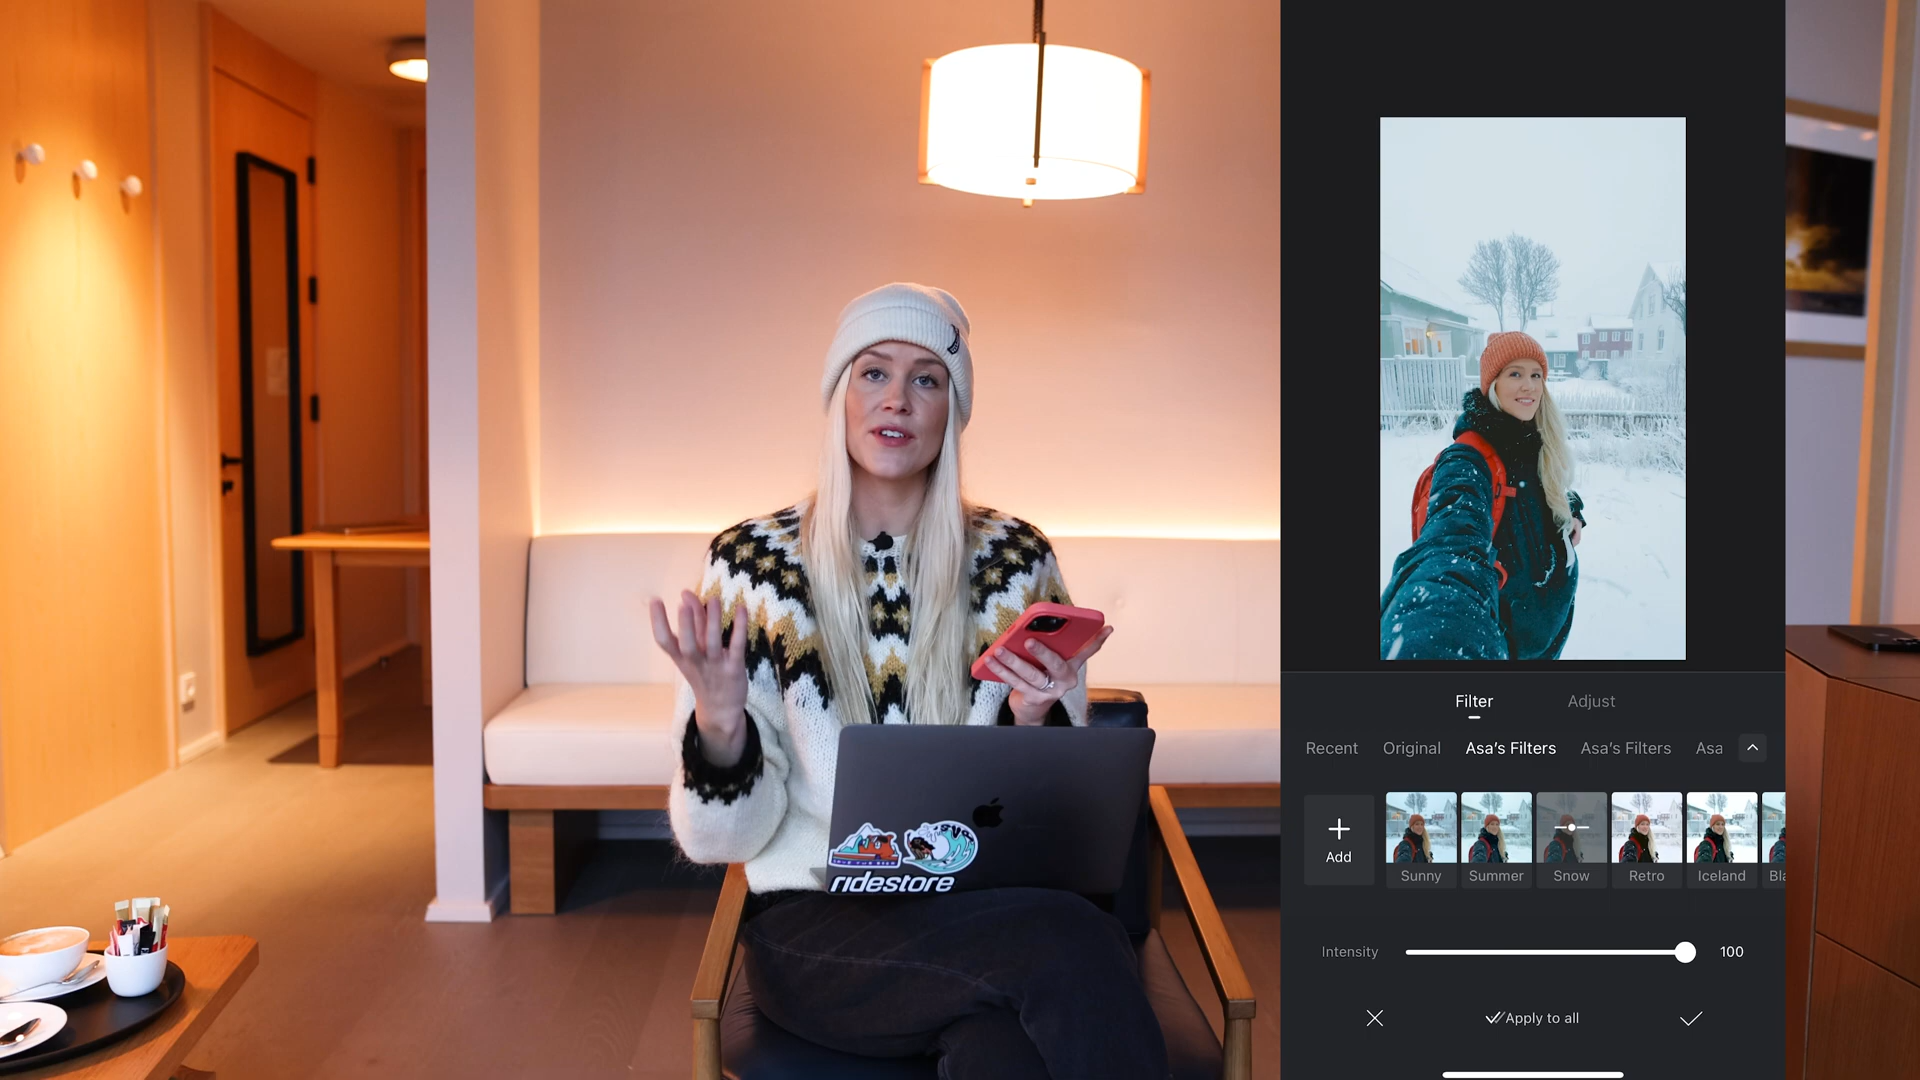 ridestore
Filter Adjust
Recent Original Asa's Filters Asa's Filters Asa
Add
Sunny Summer Snow Retro Iceland Bla
Intensity 100
Apply to all